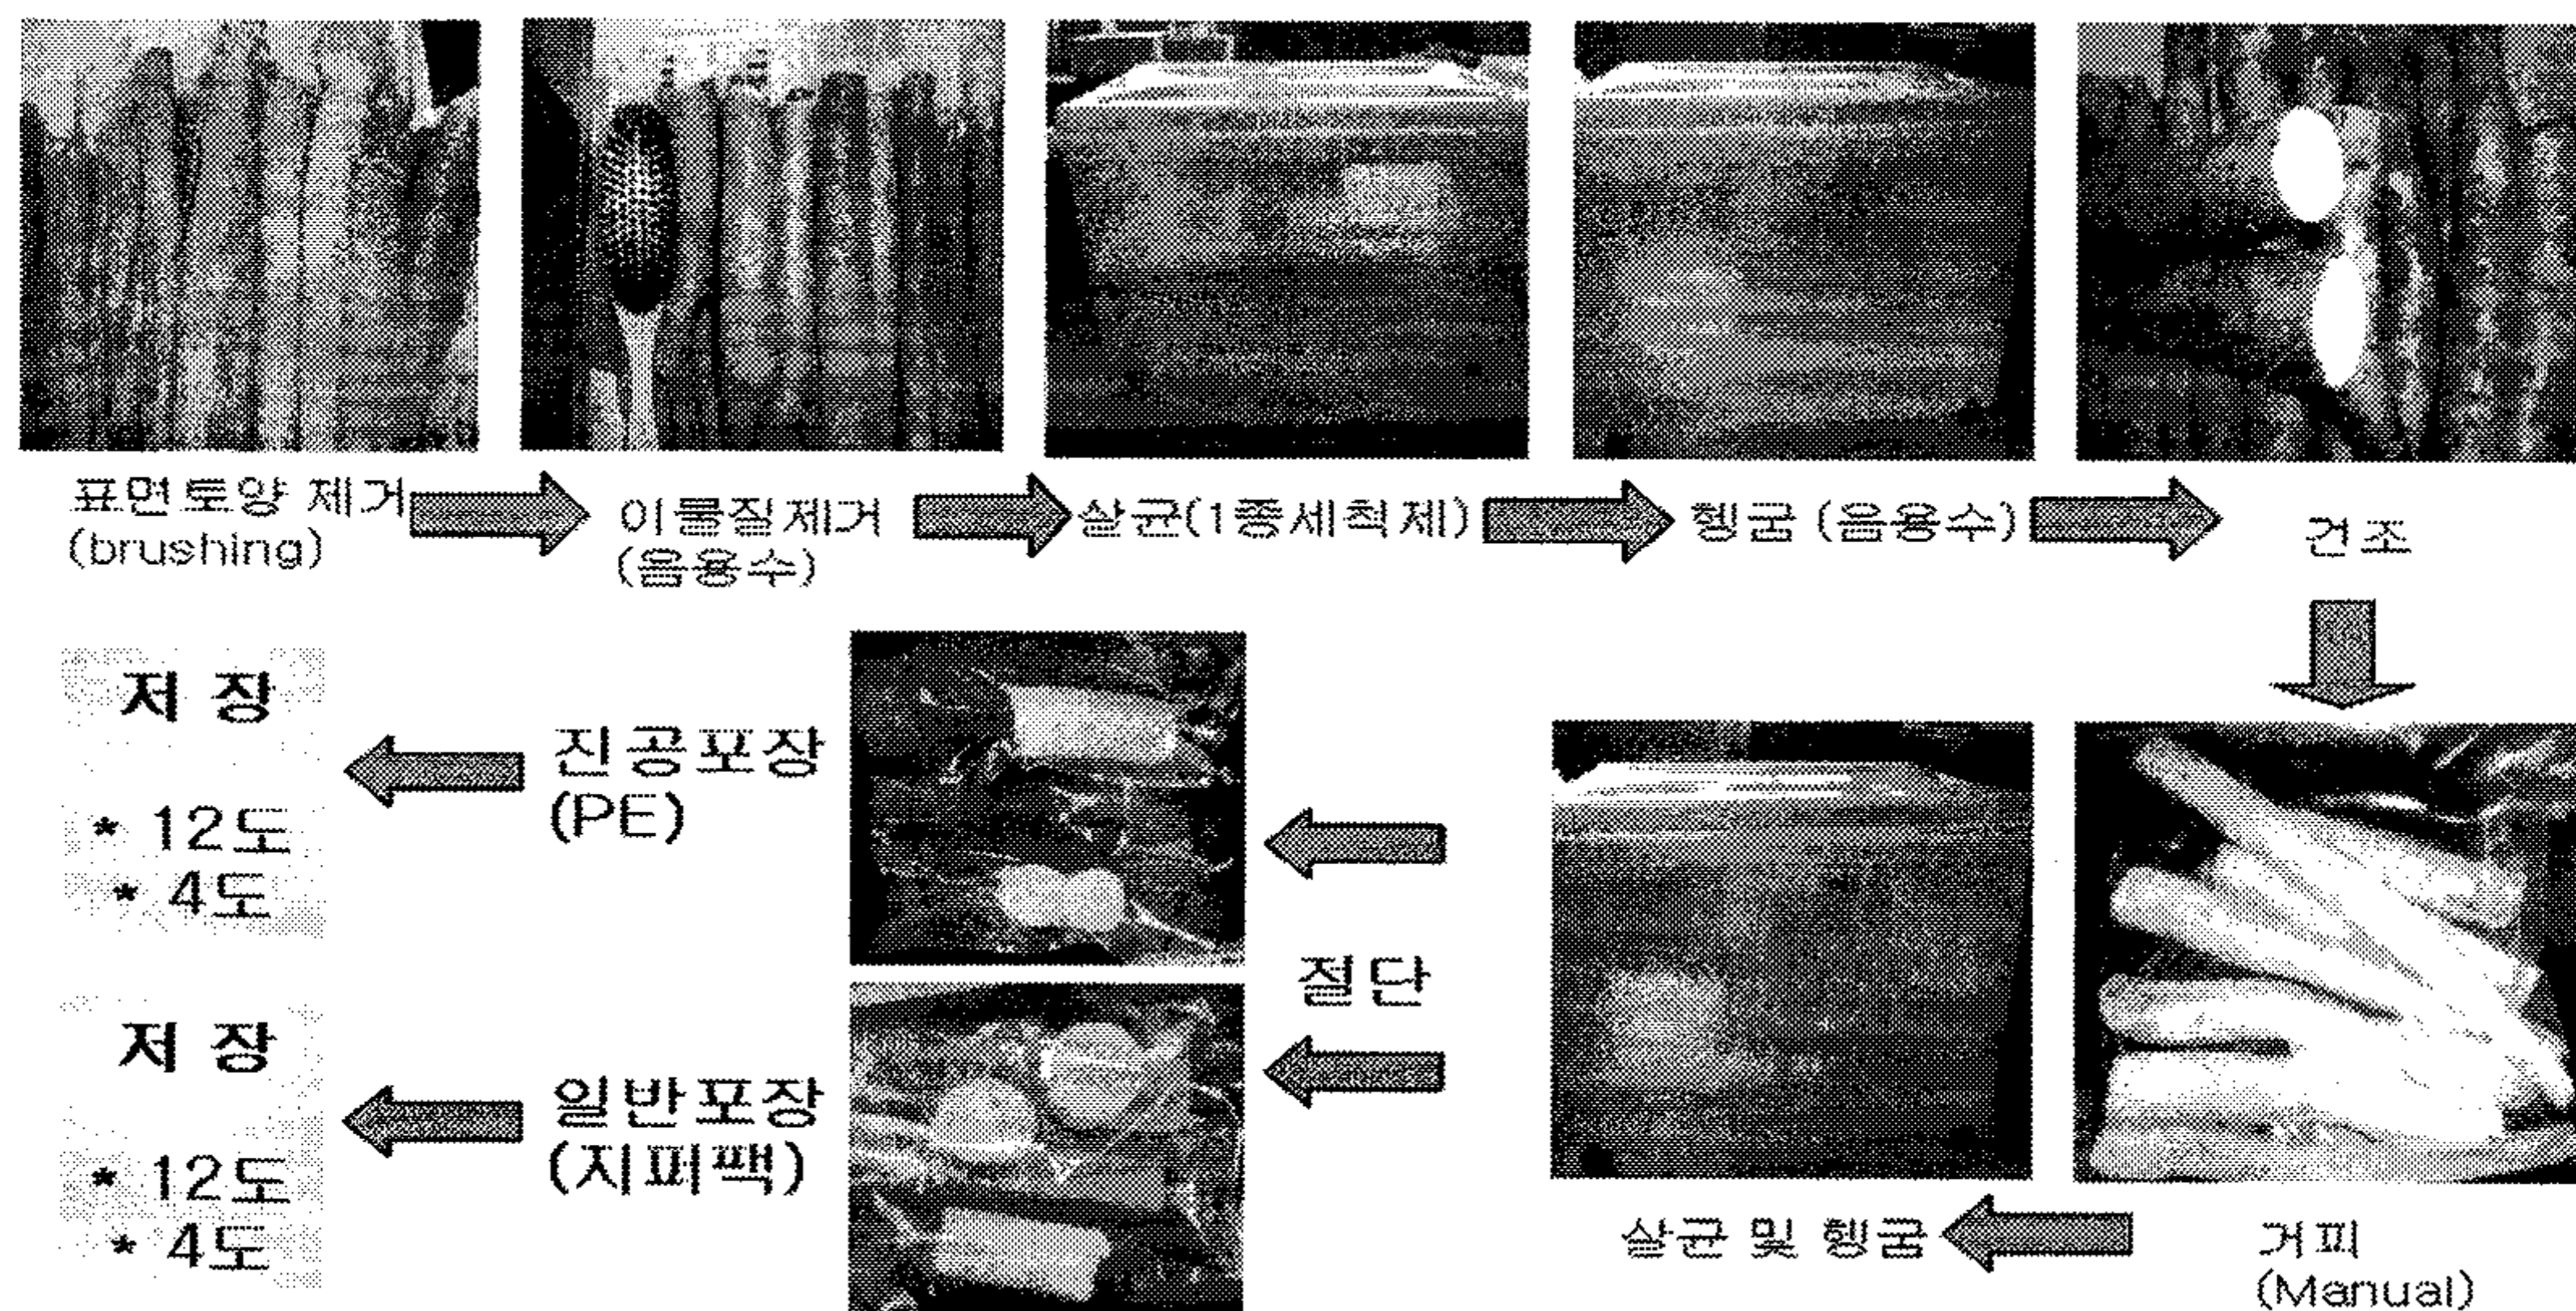 표면토양 제거
(brushing)
이물질제거
(음용수)
살균(1종세척제)
헹굼 (음용수)
건조
거피
(Manual)
살균 및 헹굼
절단
진공포장
(PE)
저 장
* 12도
* 4도
일반포장
(지퍼팩)
저 장
* 12도
* 4도